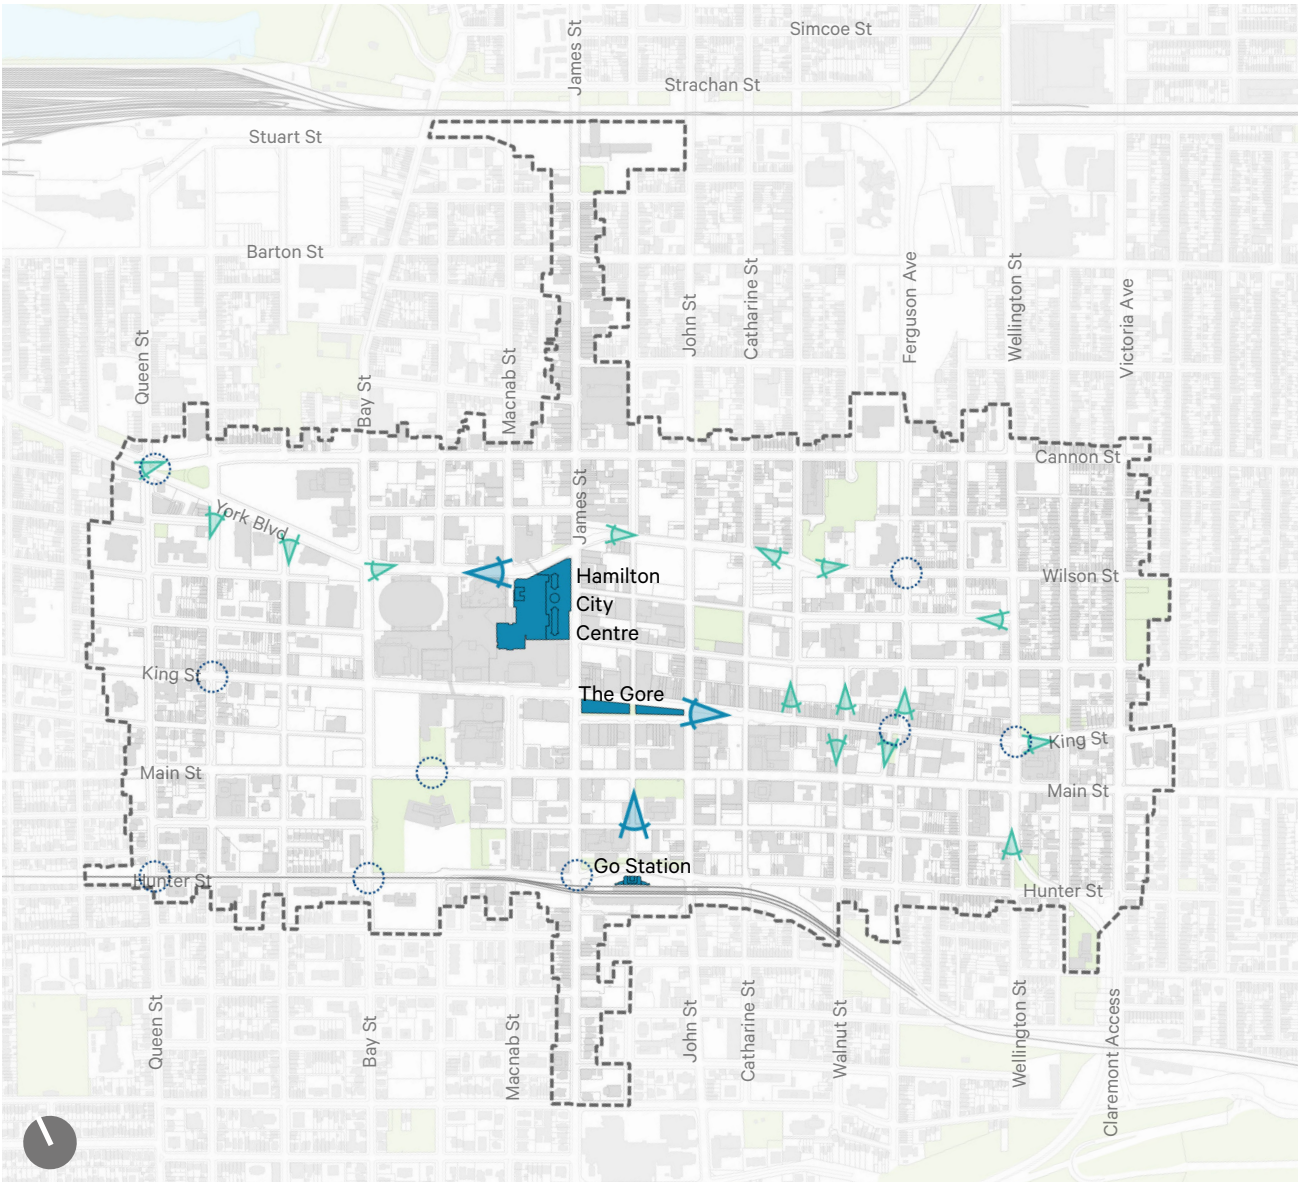 Simcoe St
James St
Strachan St
Stuart St
Barton St
Queen St
Bay St
Macnab St
John St
Catharine St
Ferguson Ave
Wellington St
Victoria Ave
Cannon St
York Blvd
James St
Hamilton
City
Centre
Wilson St
King St
The Gore
King St
Main St
Main St
Go Station
Hunter St
Hunter St
Queen St
Bay St
Macnab St
John St
Catharine St
Walnut St
Wellington St
Claremont Access